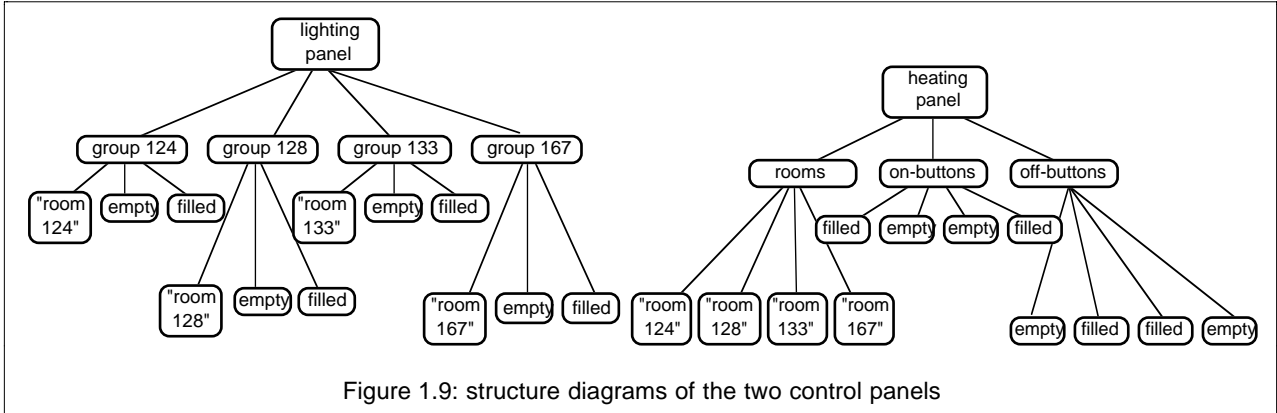 lighting
panel
heating
panel
group 124
group 128
group 133
group 167
rooms
on-buttons
off-buttons
"room
124"
empty
filled
"room
133"
empty
filled
filled
empty
empty
filled
"room
128"
empty
filled
"room
167"
empty
filled
"room
124"
"room
128"
"room
133"
"room
167"
empty
filled
filled
empty
Figure 1.9: structure diagrams of the two control panels